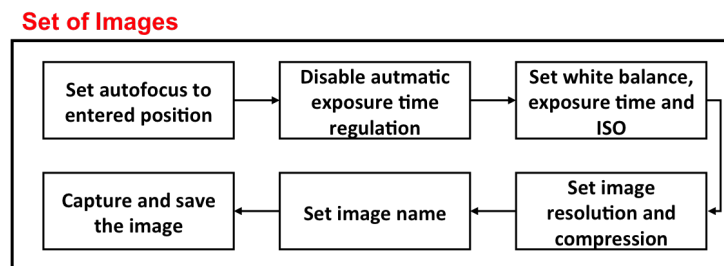 Set of Images
Set autofocus to
entered position
Disable autmatic
exposure time
regulation
Set white balance,
exposure time and
ISO
Set image
resolution and
compression
Set image name
Capture and save
the image